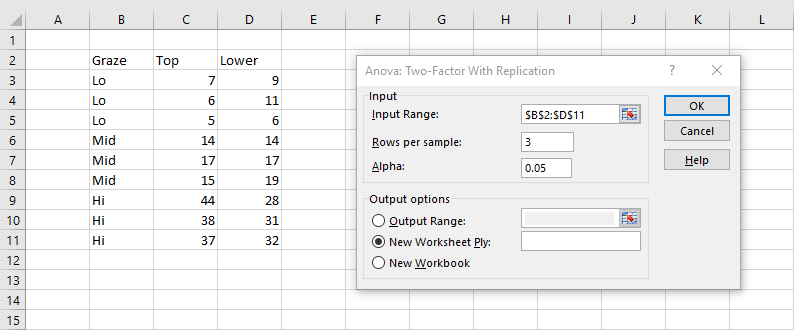 A B C D E F G H I J K L
1
2 Graze Top Lower
3 Lo 7 9
4 Lo 6 11
5 Lo 5 6
6 Mid 14 14
7 Mid 17 17
8 Mid 15 19
9 Hi 44 28
10 Hi 38 31
11 Hi 37 32
12
13
14
15
Anova: Two-Factor With Replication ? ×
Input
Input Range: $B$2:$D$11 OK
Rows per sample: 3 Cancel
Alpha: 0.05 Help
Output options
Output Range:
New Worksheet Ply:
New Workbook